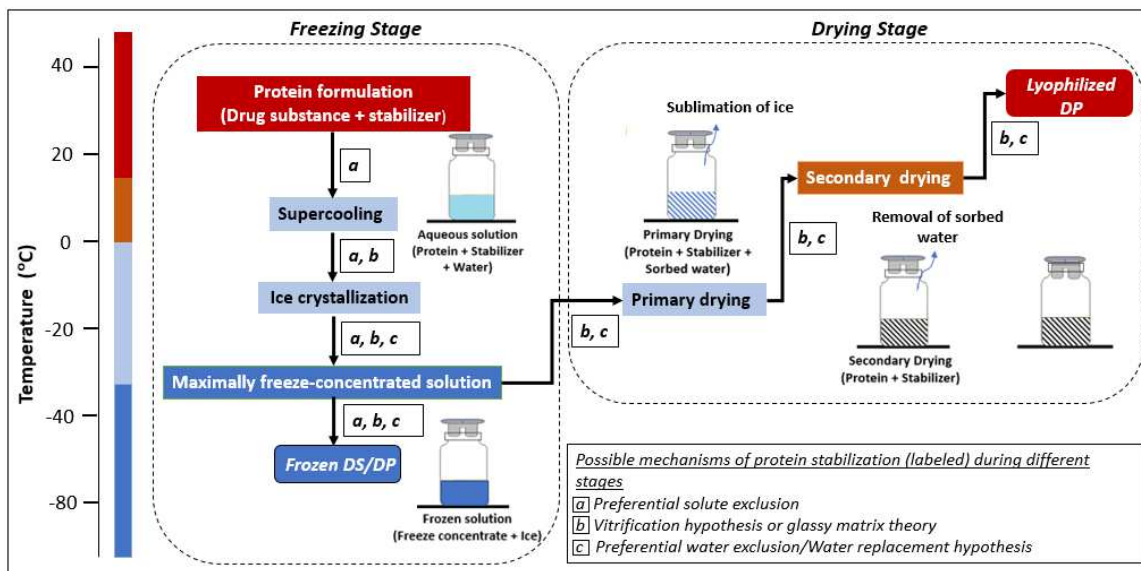 Freezing Stage
Drying Stage
Temperature (°C)
40
20
0
-20
-40
-60
-80
Protein formulation
(Drug substance + stabilizer)
a
Supercooling
a, b
Ice crystallization
a, b, c
Maximally freeze-concentrated solution
a, b, c
Frozen DS/DP
Aqueous solution
(Protein + Stabilizer
+ Water)
Frozen solution
(Freeze concentrate + Ice)
b, c
Sublimation of ice
Primary Drying
(Protein + Stabilizer +
Sorbed water)
Primary drying
b, c
Secondary drying
b, c
Lyophilized
DP
Removal of sorbed
water
Secondary Drying
(Protein + Stabilizer)
Possible mechanisms of protein stabilization (labeled) during different
stages
a Preferential solute exclusion
b Vitrification hypothesis or glassy matrix theory
c Preferential water exclusion/Water replacement hypothesis